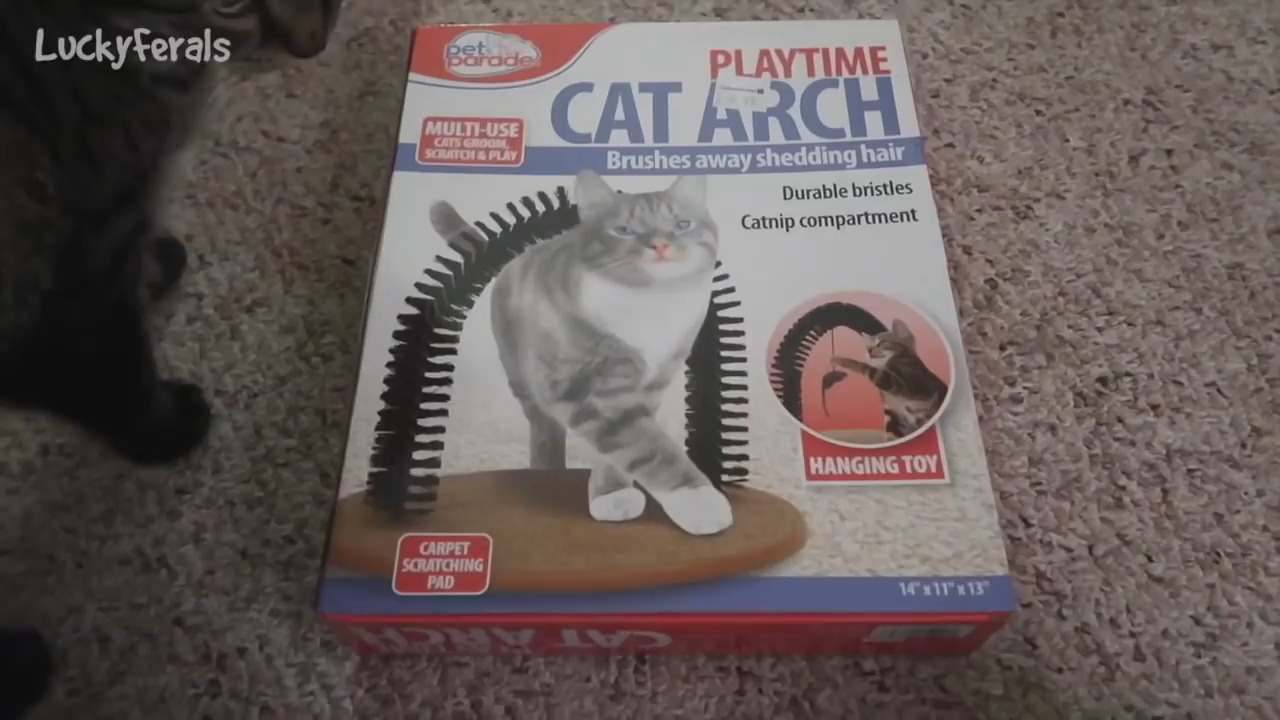 LuckyFerals
pet
parade
PLAYTIME
CAT ARCH
MULTI-USE
CATS GROOM,
SCRATCH & PLAY
Brushes away shedding hair
Durable bristles
Catnip compartment
HANGING TOY
CARPET
SCRATCHING
PAD
14" x 11" x 13"
CAT ARCH